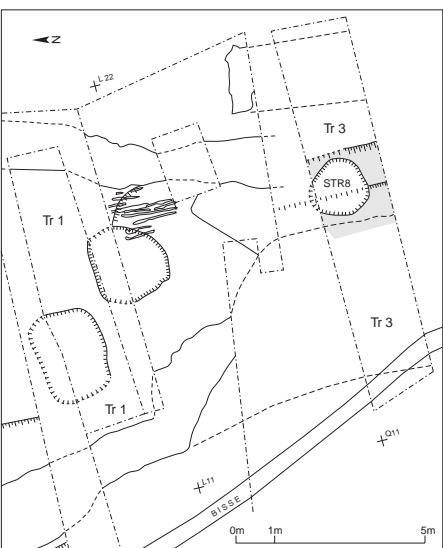 N
L 22
Tr 3
STR8
Tr 1
Tr 3
Tr 1
Q11
L11
BISSE
0m 1m 5m